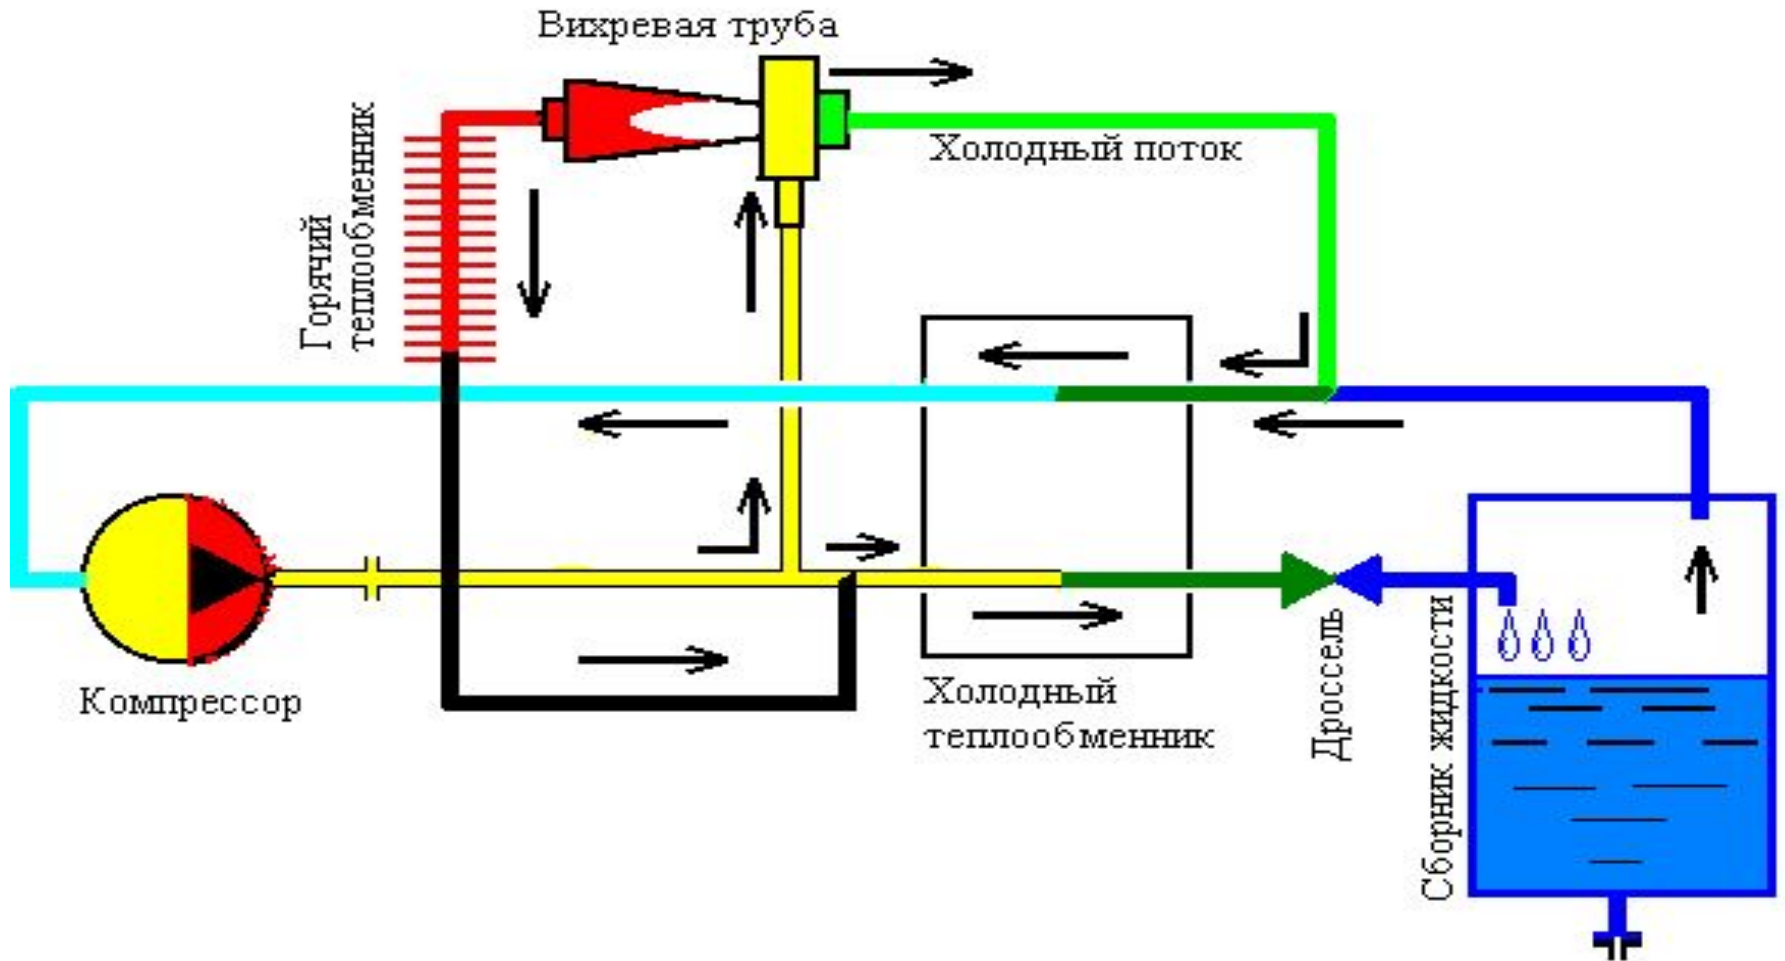 Вихревая труба
Холодный поток
Горячий
теплообменник
Компрессор
Холодный
теплообменник
Дроссель
Сборник жидкости